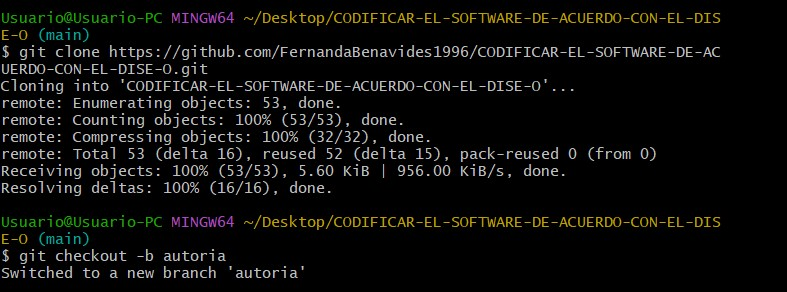 Usuario@Usuario-PC MINGW64 ~/Desktop/CODIFICAR-EL-SOFTWARE-DE-ACUERDO-CON-EL-DIS
E-O (main)
$ git clone https://github.com/FernandaBenavides1996/CODIFICAR-EL-SOFTWARE-DE-AC
UERDO-CON-EL-DISE-O.git
Cloning into 'CODIFICAR-EL-SOFTWARE-DE-ACUERDO-CON-EL-DISE-O'...
remote: Enumerating objects: 53, done.
remote: Counting objects: 100% (53/53), done.
remote: Compressing objects: 100% (32/32), done.
remote: Total 53 (delta 16), reused 52 (delta 15), pack-reused 0 (from 0)
Receiving objects: 100% (53/53), 5.60 KiB | 956.00 KiB/s, done.
Resolving deltas: 100% (16/16), done.
Usuario@Usuario-PC MINGW64 ~/Desktop/CODIFICAR-EL-SOFTWARE-DE-ACUERDO-CON-EL-DIS
E-O (main)
$ git checkout -b autoria
Switched to a new branch 'autoria'